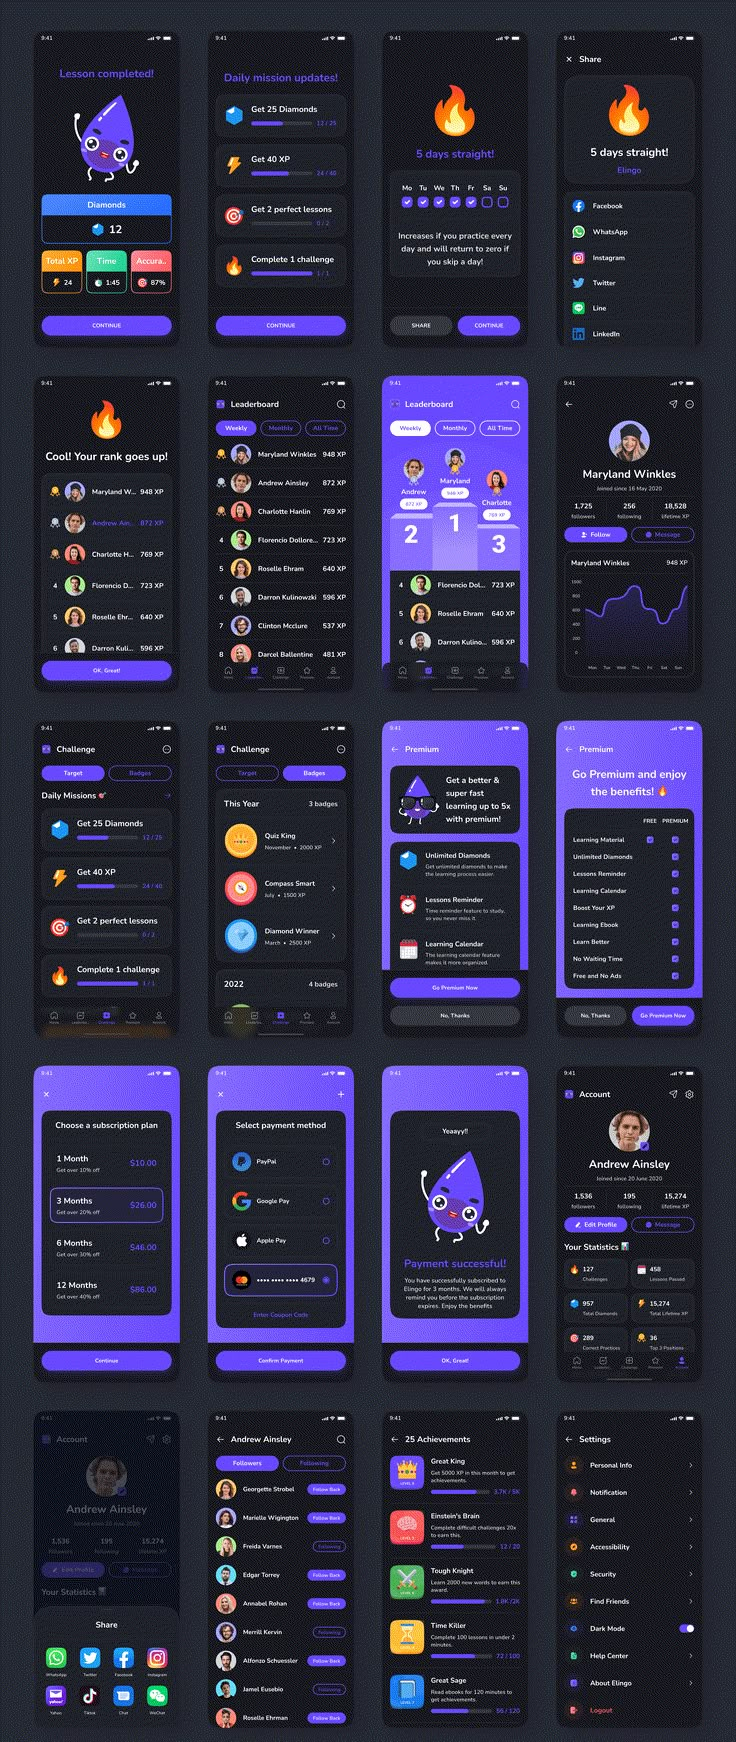 9:41
Lesson completed!
Diamonds
12
Total XP
Time
Accura..
24
1:45
87%
CONTINUE
9:41
Daily mission updates!
Get 25 Diamonds
12 / 25
Get 40 XP
24 / 40
Get 2 perfect lessons
0 / 2
Complete 1 challenge
1 / 1
CONTINUE
9:41
5 days straight!
Mo Tu We Th Fr Sa Su
Increases if you practice every
day and will return to zero if
you skip a day!
SHARE
CONTINUE
9:41
Share
5 days straight!
Elingo
Facebook
WhatsApp
Instagram
Twitter
Line
LinkedIn
9:41
Cool! Your rank goes up!
Maryland W... 948 XP
Andrew Ain... 872 XP
Charlotte H... 769 XP
4 Florencio D... 723 XP
5 Roselle Ehr... 640 XP
6 Darron Kuli... 596 XP
OK, Great!
9:41
Leaderboard
Weekly
Monthly
All Time
Maryland Winkles 948 XP
Andrew Ainsley 872 XP
Charlotte Hanlin 769 XP
4 Florencio Dollore... 723 XP
5 Roselle Ehram 640 XP
6 Darron Kulinowzki 596 XP
7 Clinton Mcclure 537 XP
8 Darcel Ballentine 481 XP
9:41
Leaderboard
Weekly
Monthly
All Time
Maryland
948 XP
Andrew
872 XP
Charlotte
769 XP
2 1 3
4 Florencio Dol... 723 XP
5 Roselle Ehram 640 XP
6 Darron Kulino... 596 XP
9:41
Maryland Winkles
Joined since 16 May 2020
1,725 256 18,528
followers following lifetime XP
Follow
Message
Maryland Winkles 948 XP
1000
800
600
400
200
0
Mon Tue Wed Thu Fri Sat Sun
9:41
Challenge
Target
Badges
Daily Missions
Get 25 Diamonds
12 / 25
Get 40 XP
24 / 40
Get 2 perfect lessons
0 / 2
Complete 1 challenge
1 / 1
9:41
Challenge
Target
Badges
This Year 3 badges
Quiz King
November • 2000 XP
Compass Smart
July • 1500 XP
Diamond Winner
March • 2500 XP
2022 4 badges
9:41
Premium
Get a better &
super fast
learning up to 5x
with premium!
Unlimited Diamonds
Get unlimited diamonds to make
the learning process easier.
Lessons Reminder
Time reminder feature to study,
so you never miss it.
Learning Calendar
The learning calendar feature
makes it more organized.
Go Premium Now
No, Thanks
9:41
Premium
Go Premium and enjoy
the benefits!
FREE PREMIUM
Learning Material
Unlimited Diamonds
Lessons Reminder
Learning Calendar
Boost Your XP
Learning Ebook
Learn Better
No Waiting Time
Free and No Ads
No, Thanks
Go Premium Now
9:41
Choose a subscription plan
1 Month
Get over 10% off
$10.00
3 Months
Get over 20% off
$26.00
6 Months
Get over 30% off
$46.00
12 Months
Get over 40% off
$86.00
Continue
9:41
Select payment method
PayPal
Google Pay
Apple Pay
•••• •••• •••• 4679
Enter Coupon Code
Confirm Payment
9:41
Yeaayy!!
Payment successful!
You have successfully subscribed to
Elingo for 3 months. We will always
remind you before the subscription
expires. Enjoy the benefits
OK, Great!
9:41
Account
Andrew Ainsley
Joined since 20 June 2020
1,536 195 15,274
followers following lifetime XP
Edit Profile
Message
Your Statistics
127
Challenges
458
Lessons Passed
957
Total Diamonds
15,274
Total Lifetime XP
289
Correct Practices
36
Top 3 Positions
9:41
Account
Andrew Ainsley
Joined since 20 June 2020
1,536 195 15,274
followers following lifetime XP
Edit Profile
Message
Your Statistics
Share
WhatsApp Twitter Facebook Instagram
Yahoo Tiktok Chat WeChat
9:41
Andrew Ainsley
Followers
Following
Georgette Strobel Follow Back
Marielle Wigington Follow Back
Freida Varnes Following
Edgar Torrey Follow Back
Annabel Rohan Follow Back
Merrill Kervin Following
Alfonzo Schuessler Follow Back
Jamel Eusebio Following
Roselle Ehrman Follow Back
9:41
25 Achievements
Great King
Get 5000 XP in this month to get
achievements.
3.7K / 5K
Einstein's Brain
Complete difficult challenges 20x
to earn this.
12 / 20
Tough Knight
Learn 2000 new words to earn this
award.
1.8K /2K
Time Killer
Complete 100 lessons in under 2
minutes.
72 / 100
Great Sage
Read ebooks for 120 minutes to
get achievements.
LEVEL 7
9:41
Settings
Personal Info
Notification
General
Accessibility
Security
Find Friends
Dark Mode
Help Center
About Elingo
Logout